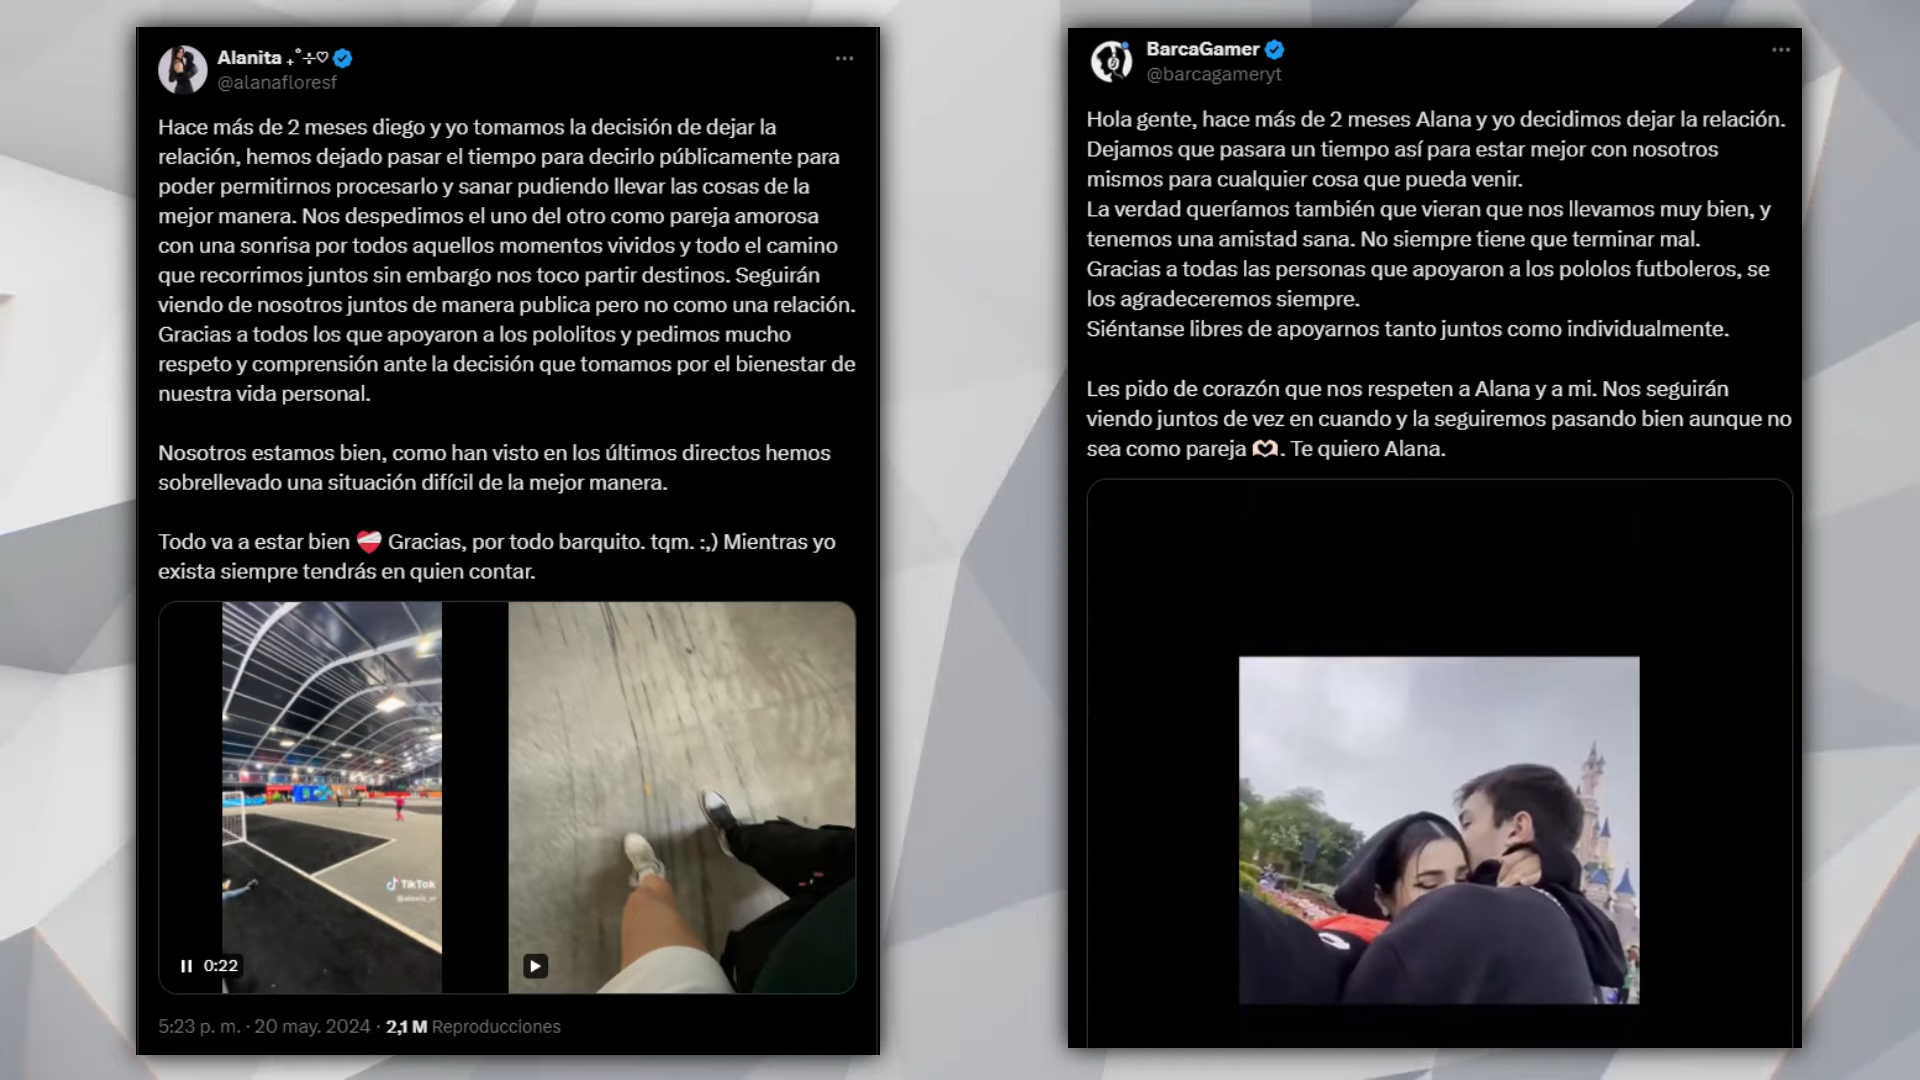 Alanita ₊˚÷♡
@alanafloresf
Hace más de 2 meses diego y yo tomamos la decisión de dejar la
relación, hemos dejado pasar el tiempo para decirlo públicamente para
poder permitirnos procesarlo y sanar pudiendo llevar las cosas de la
mejor manera. Nos despedimos el uno del otro como pareja amorosa
con una sonrisa por todos aquellos momentos vividos y todo el camino
que recorrimos juntos sin embargo nos toco partir destinos. Seguirán
viendo de nosotros juntos de manera publica pero no como una relación.
Gracias a todos los que apoyaron a los pololitos y pedimos mucho
respeto y comprensión ante la decisión que tomamos por el bienestar de
nuestra vida personal.
Nosotros estamos bien, como han visto en los últimos directos hemos
sobrellevado una situación difícil de la mejor manera.
Todo va a estar bien ❤️‍🩹 Gracias, por todo barquito. tqm. :,) Mientras yo
exista siempre tendrás en quien contar.
TikTok
0:22
5:23 p. m. · 20 may. 2024 · 2,1 M Reproducciones
BarcaGamer
@barcagameryt
Hola gente, hace más de 2 meses Alana y yo decidimos dejar la relación.
Dejamos que pasara un tiempo así para estar mejor con nosotros
mismos para cualquier cosa que pueda venir.
La verdad queríamos también que vieran que nos llevamos muy bien, y
tenemos una amistad sana. No siempre tiene que terminar mal.
Gracias a todas las personas que apoyaron a los pololos futboleros, se
los agradeceremos siempre.
Siéntanse libres de apoyarnos tanto juntos como individualmente.
Les pido de corazón que nos respeten a Alana y a mi. Nos seguirán
viendo juntos de vez en cuando y la seguiremos pasando bien aunque no
sea como pareja 🫶🏻. Te quiero Alana.